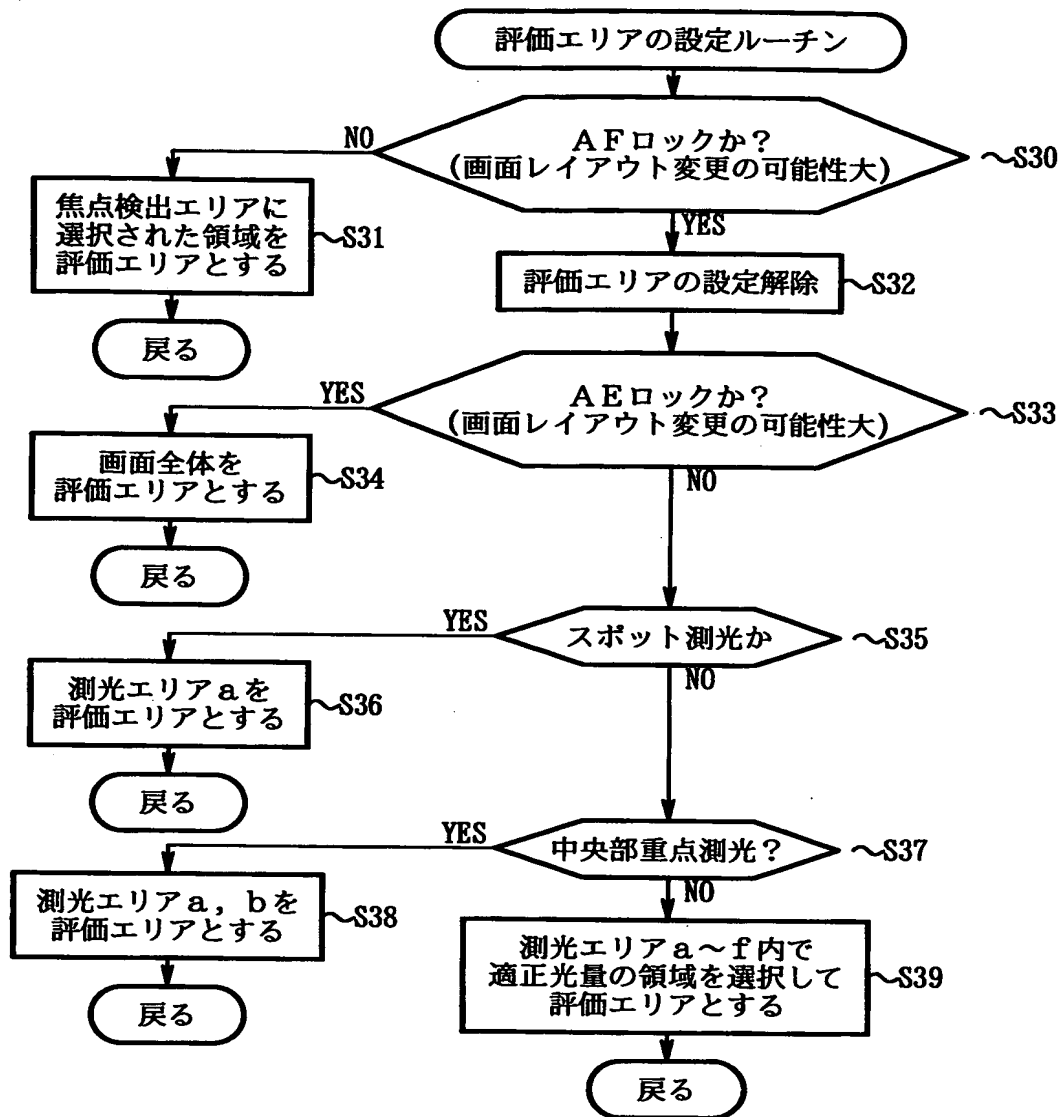 評価エリアの設定ルーチン
AFロックか?
(画面レイアウト変更の可能性大)
~S30
NO
YES
焦点検出エリアに
選択された領域を
評価エリアとする
~S31
戻る
評価エリアの設定解除
~S32
AEロックか?
(画面レイアウト変更の可能性大)
~S33
YES
NO
画面全体を
評価エリアとする
~S34
戻る
スポット測光か
~S35
YES
NO
測光エリアaを
評価エリアとする
~S36
戻る
中央部重点測光?
~S37
YES
NO
測光エリアa,bを
評価エリアとする
~S38
戻る
測光エリアa~f内で
適正光量の領域を選択して
評価エリアとする
~S39
戻る